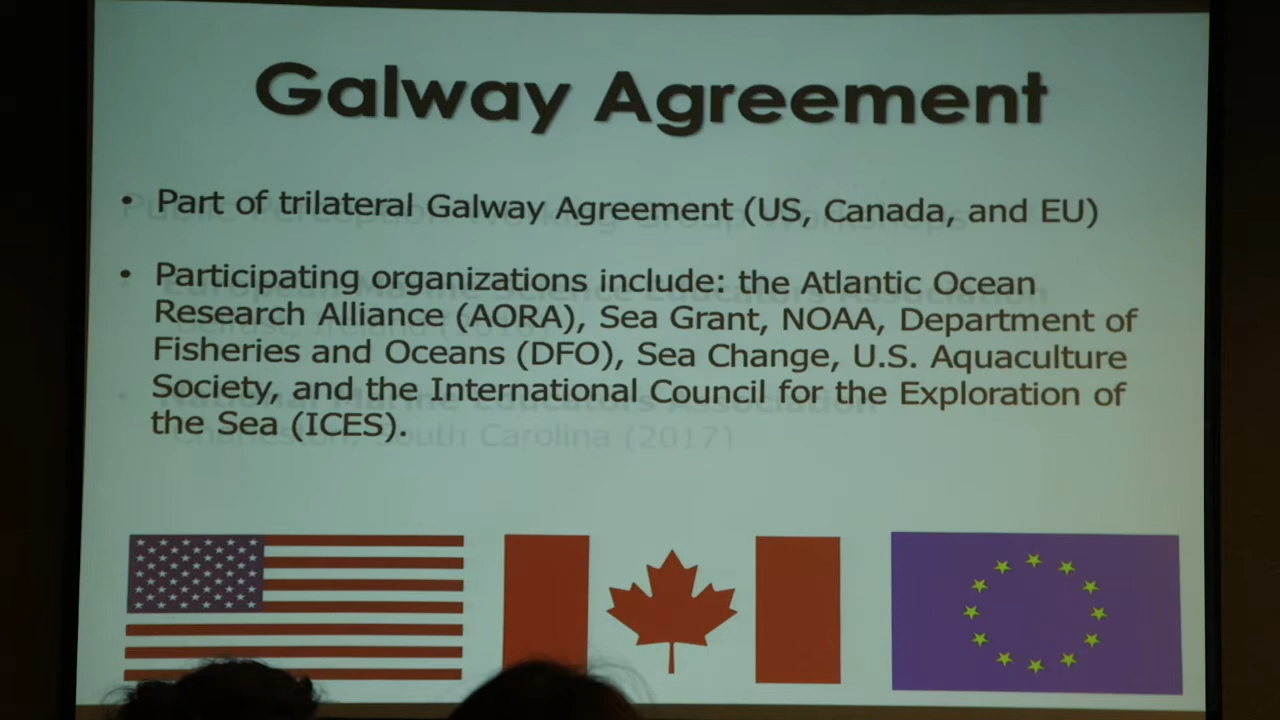 Galway Agreement
• Part of trilateral Galway Agreement (US, Canada, and EU)
• Participating organizations include: the Atlantic Ocean
Research Alliance (AORA), Sea Grant, NOAA, Department of
Fisheries and Oceans (DFO), Sea Change, U.S. Aquaculture
Society, and the International Council for the Exploration of
the Sea (ICES).